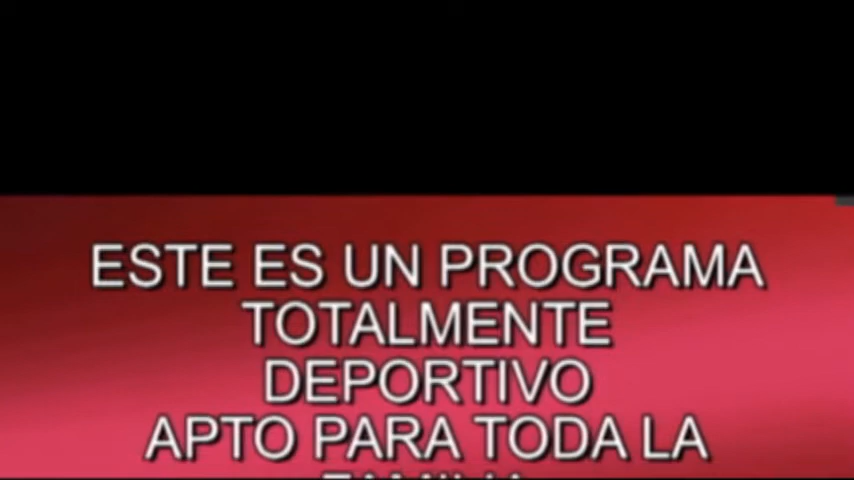 ESTE ES UN PROGRAMA
TOTALMENTE
DEPORTIVO
APTO PARA TODA LA